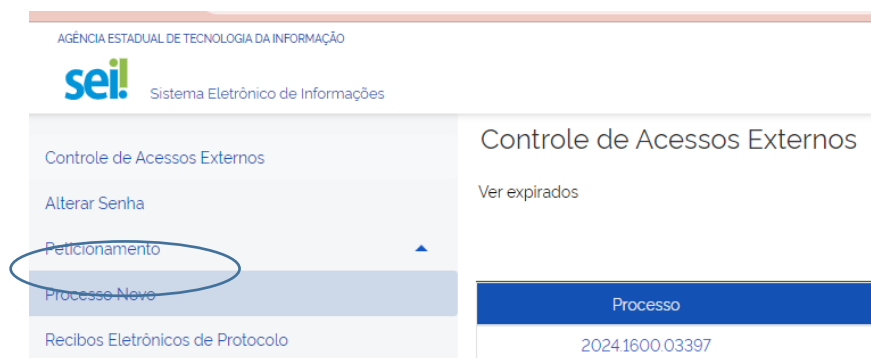 AGÊNCIA ESTADUAL DE TECNOLOGIA DA INFORMAÇÃO
sei!
Sistema Eletrônico de Informações
Controle de Acessos Externos
Alterar Senha
Peticionamento
Processo Novo
Recibos Eletrônicos de Protocolo
Controle de Acessos Externos
Ver expirados
Processo
2024.1600.03397